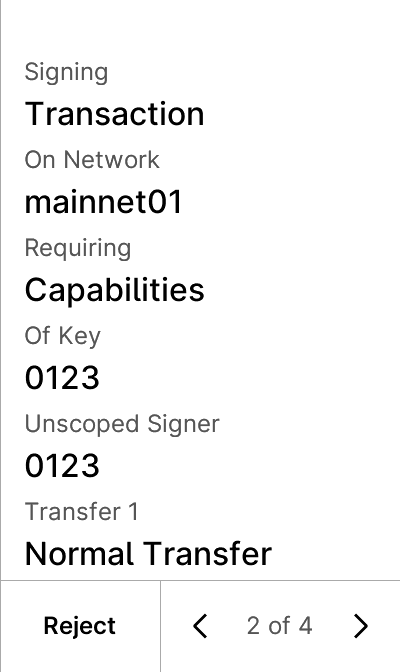 Signing
Transaction
On Network
mainnet01
Requiring
Capabilities
Of Key
0123
Unscoped Signer
0123
Transfer 1
Normal Transfer
Reject
2 of 4